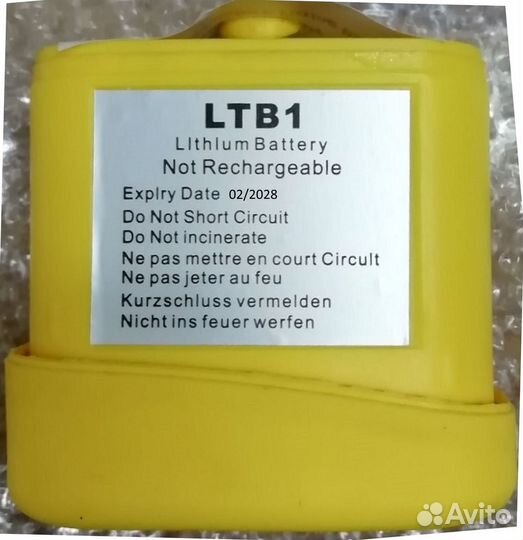 LTB1
LIthIum Battery
Not Rechargeable
ExpIry Date 02/2028
Do Not Short Circuit
Do Not incinerate
Ne pas mettre en court CircuIt
Ne pas jeter au feu
Kurzschluss vermelden
Nicht ins feuer werfen
Avito